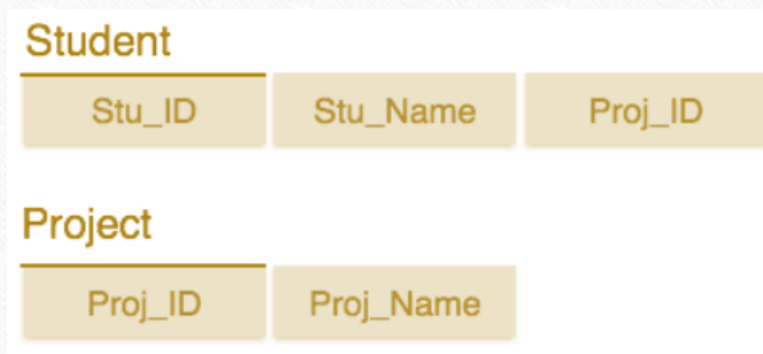 Student
Stu_ID Stu_Name Proj_ID
Project
Proj_ID Proj_Name